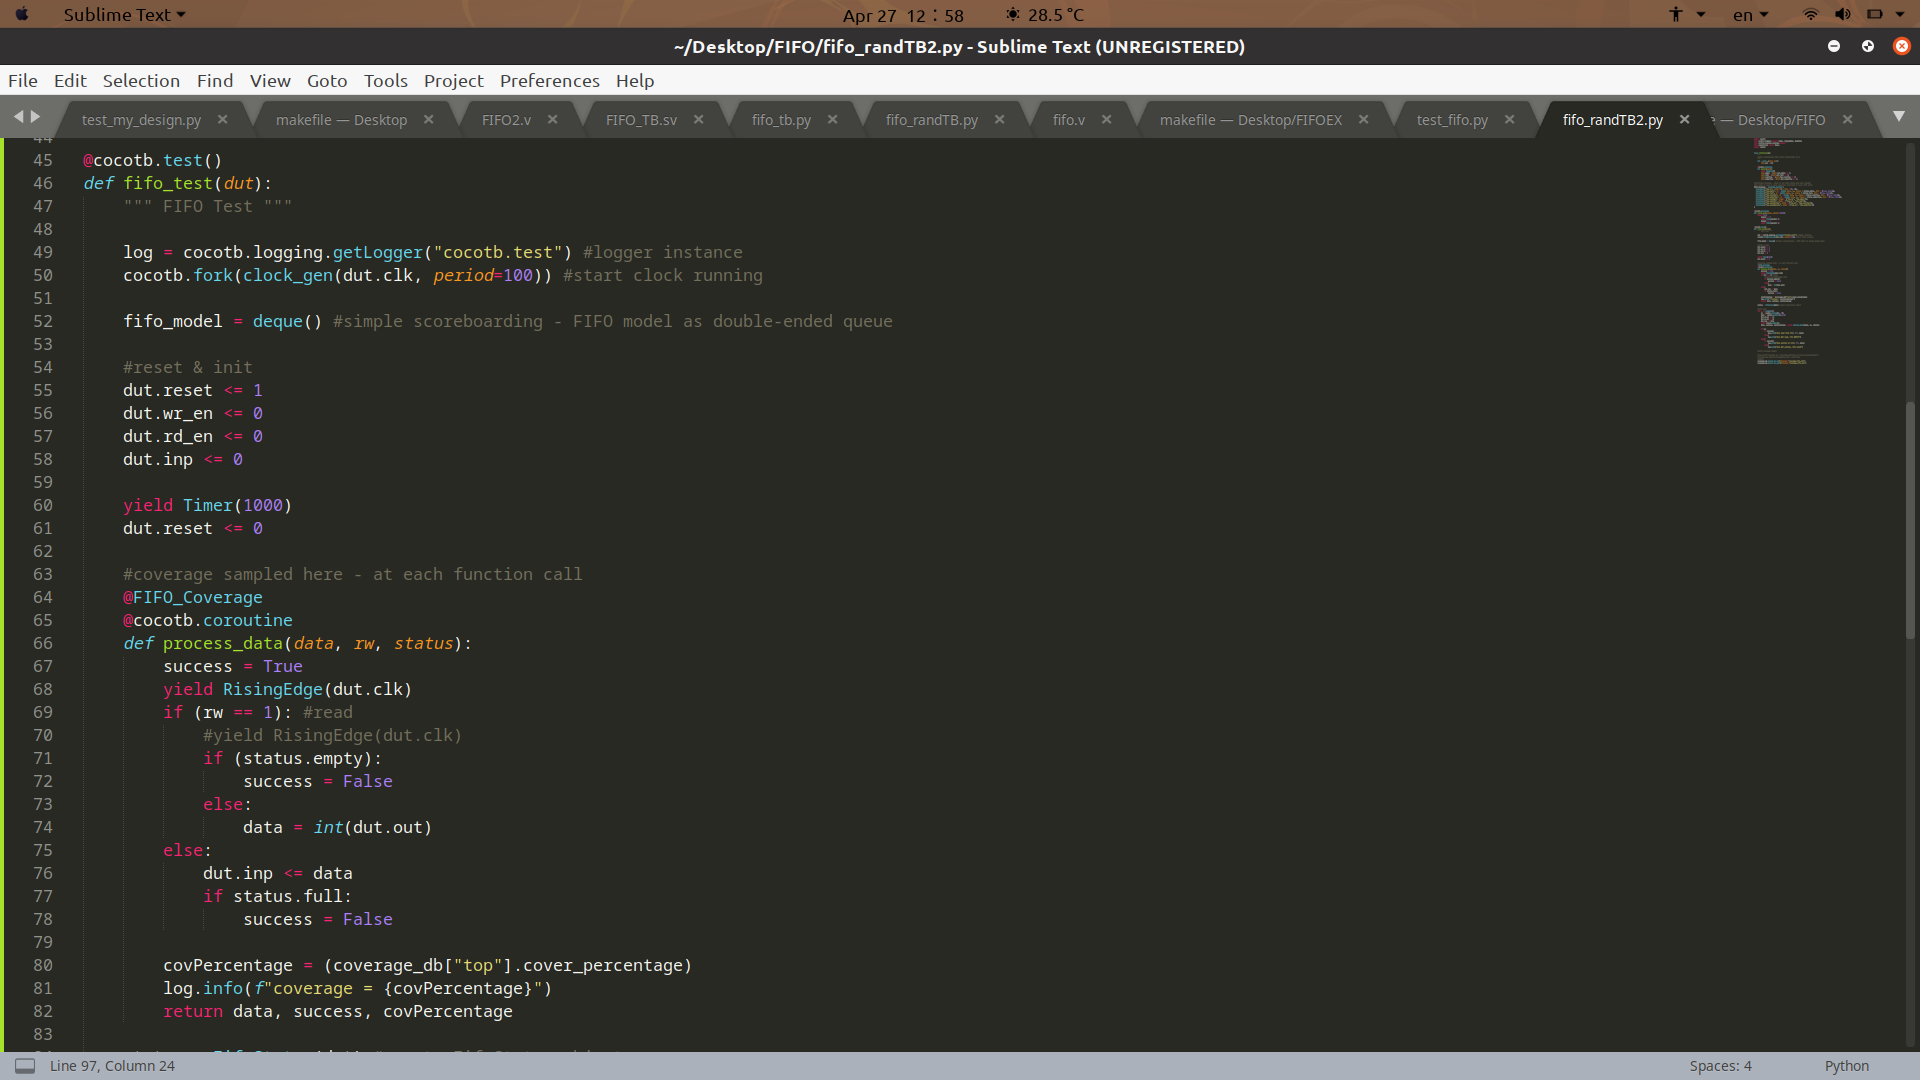 Sublime Text
Apr 27 12 : 58
28.5 °C
en
~/Desktop/FIFO/fifo_randTB2.py - Sublime Text (UNREGISTERED)
File Edit Selection Find View Goto Tools Project Preferences Help
test_my_design.py
makefile — Desktop
FIFO2.v
FIFO_TB.sv
fifo_tb.py
fifo_randTB.py
fifo.v
makefile — Desktop/FIFOEX
test_fifo.py
fifo_randTB2.py
— Desktop/FIFO
44
45 @cocotb.test()
46 def fifo_test(dut):
47     """ FIFO Test """
48
49     log = cocotb.logging.getLogger("cocotb.test") #logger instance
50     cocotb.fork(clock_gen(dut.clk, period=100)) #start clock running
51
52     fifo_model = deque() #simple scoreboarding - FIFO model as double-ended queue
53
54     #reset & init
55     dut.reset <= 1
56     dut.wr_en <= 0
57     dut.rd_en <= 0
58     dut.inp <= 0
59
60     yield Timer(1000)
61     dut.reset <= 0
62
63     #coverage sampled here - at each function call
64     @FIFO_Coverage
65     @cocotb.coroutine
66     def process_data(data, rw, status):
67         success = True
68         yield RisingEdge(dut.clk)
69         if (rw == 1): #read
70             #yield RisingEdge(dut.clk)
71             if (status.empty):
72                 success = False
73             else:
74                 data = int(dut.out)
75         else:
76             dut.inp <= data
77             if status.full:
78                 success = False
79
80         covPercentage = (coverage_db["top"].cover_percentage)
81         log.info(f"coverage = {covPercentage}")
82         return data, success, covPercentage
83
Line 97, Column 24
Spaces: 4
Python